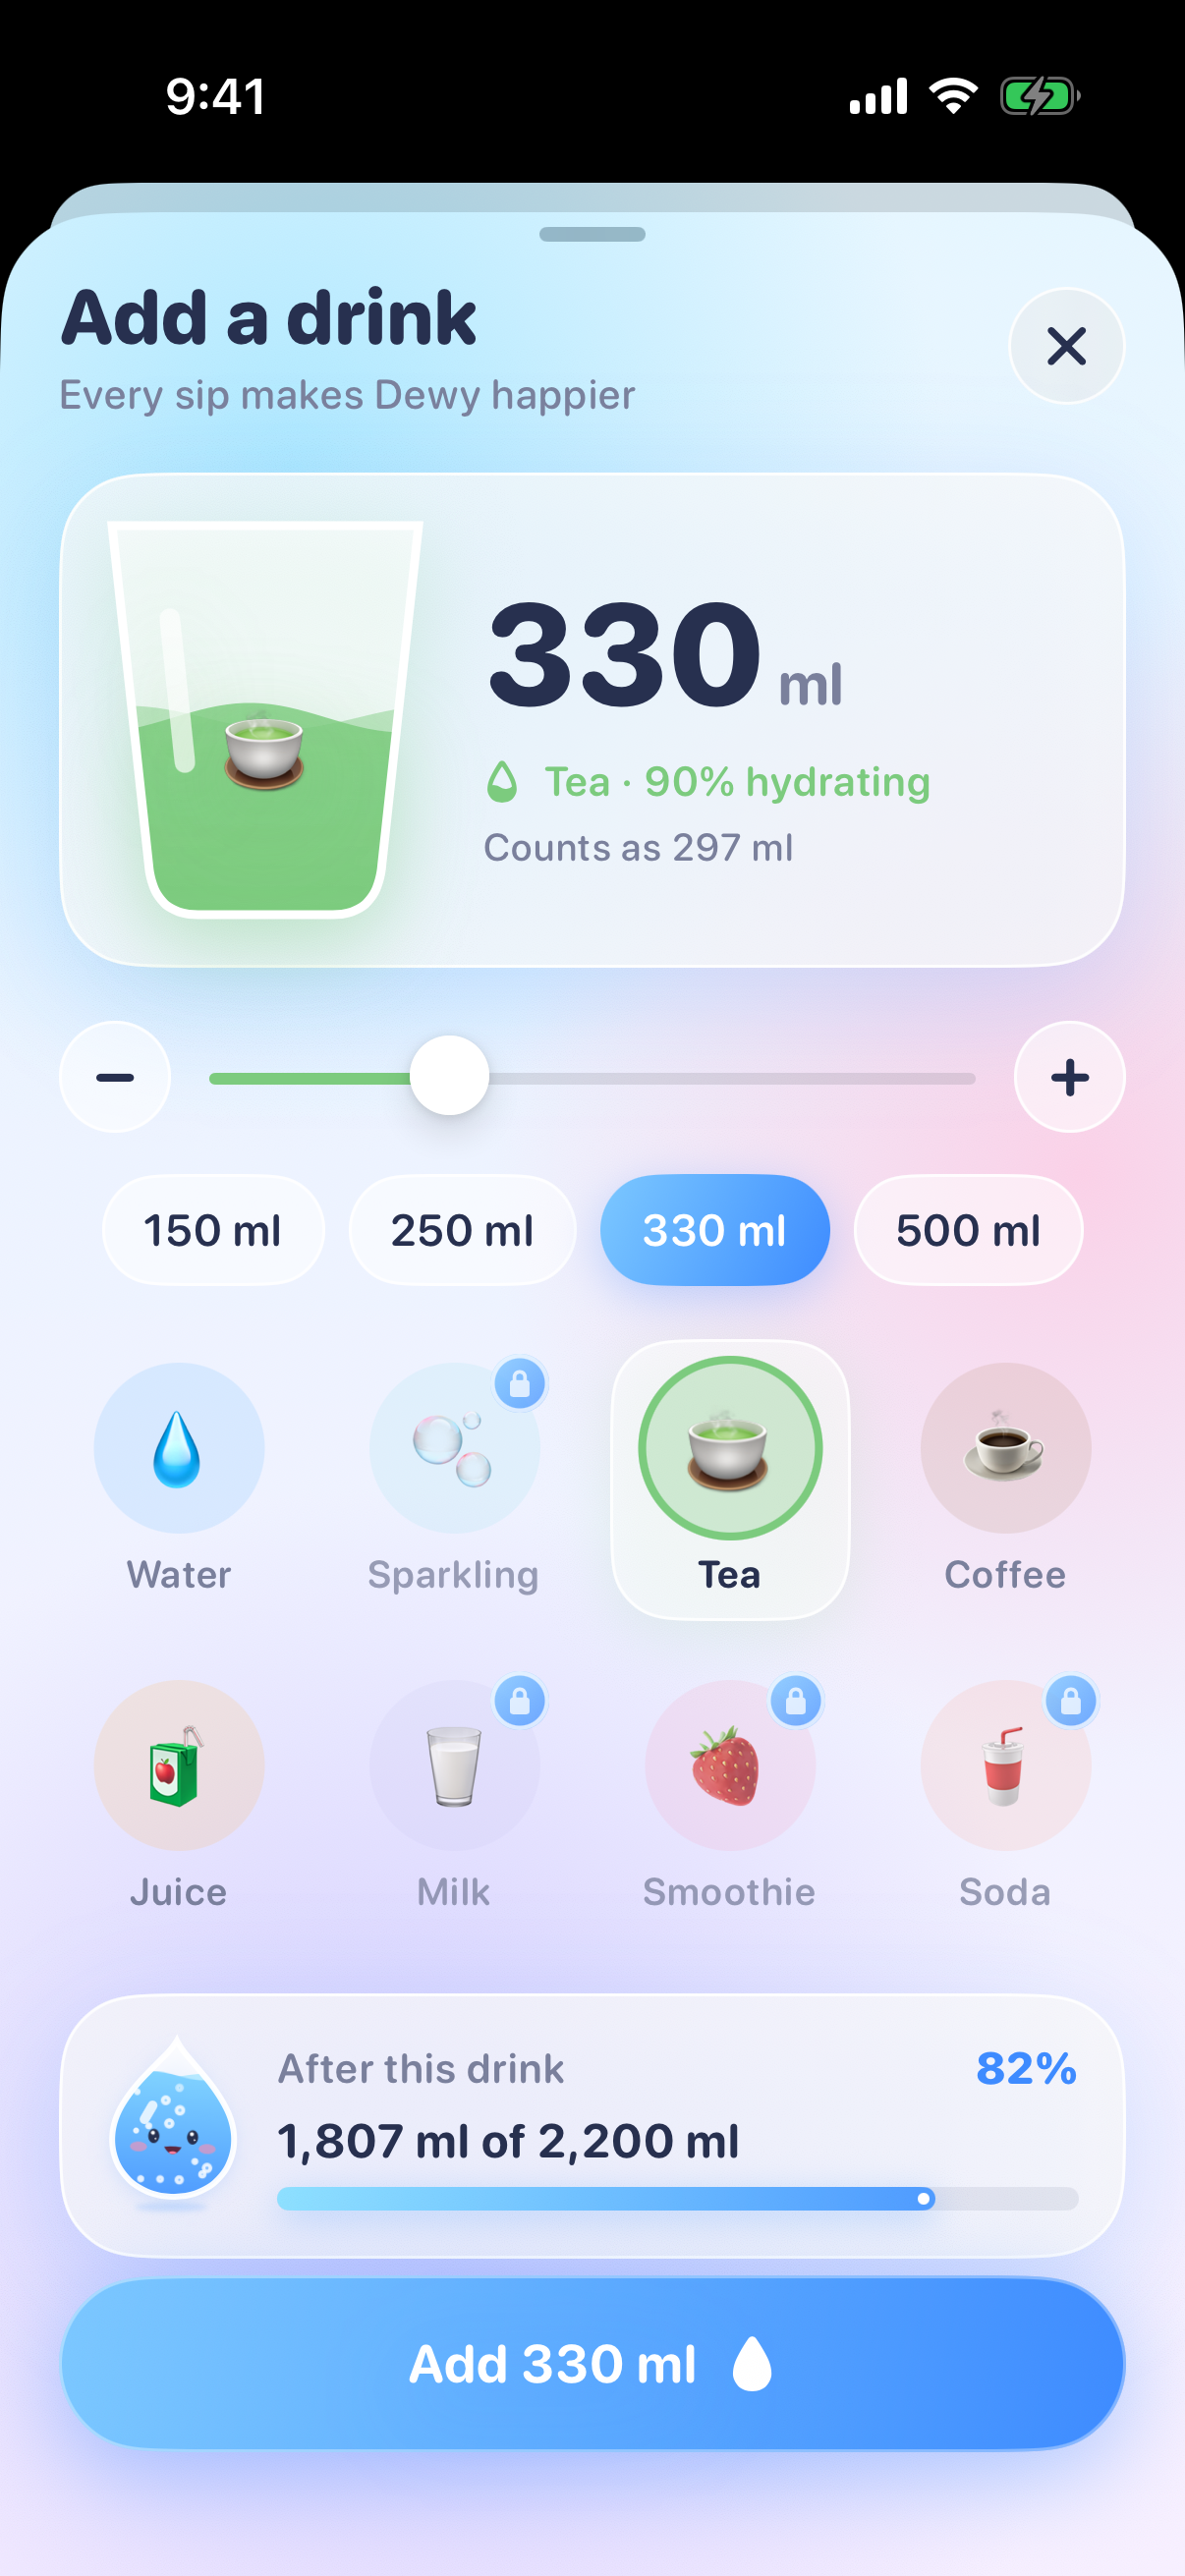 9:41
Add a drink
Every sip makes Dewy happier
330 ml
Tea · 90% hydrating
Counts as 297 ml
150 ml
250 ml
330 ml
500 ml
Water
Sparkling
Tea
Coffee
Juice
Milk
Smoothie
Soda
After this drink
82%
1,807 ml of 2,200 ml
Add 330 ml